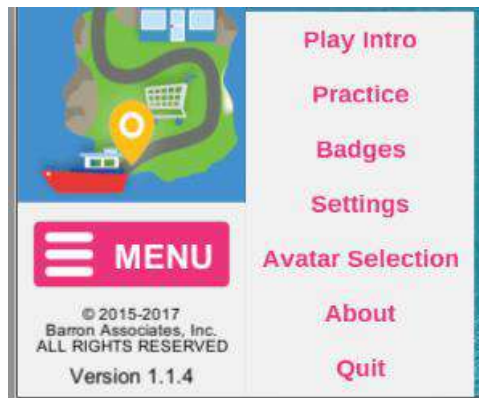 MENU
© 2015-2017
Barron Associates, Inc.
ALL RIGHTS RESERVED
Version 1.1.4
Play Intro
Practice
Badges
Settings
Avatar Selection
About
Quit